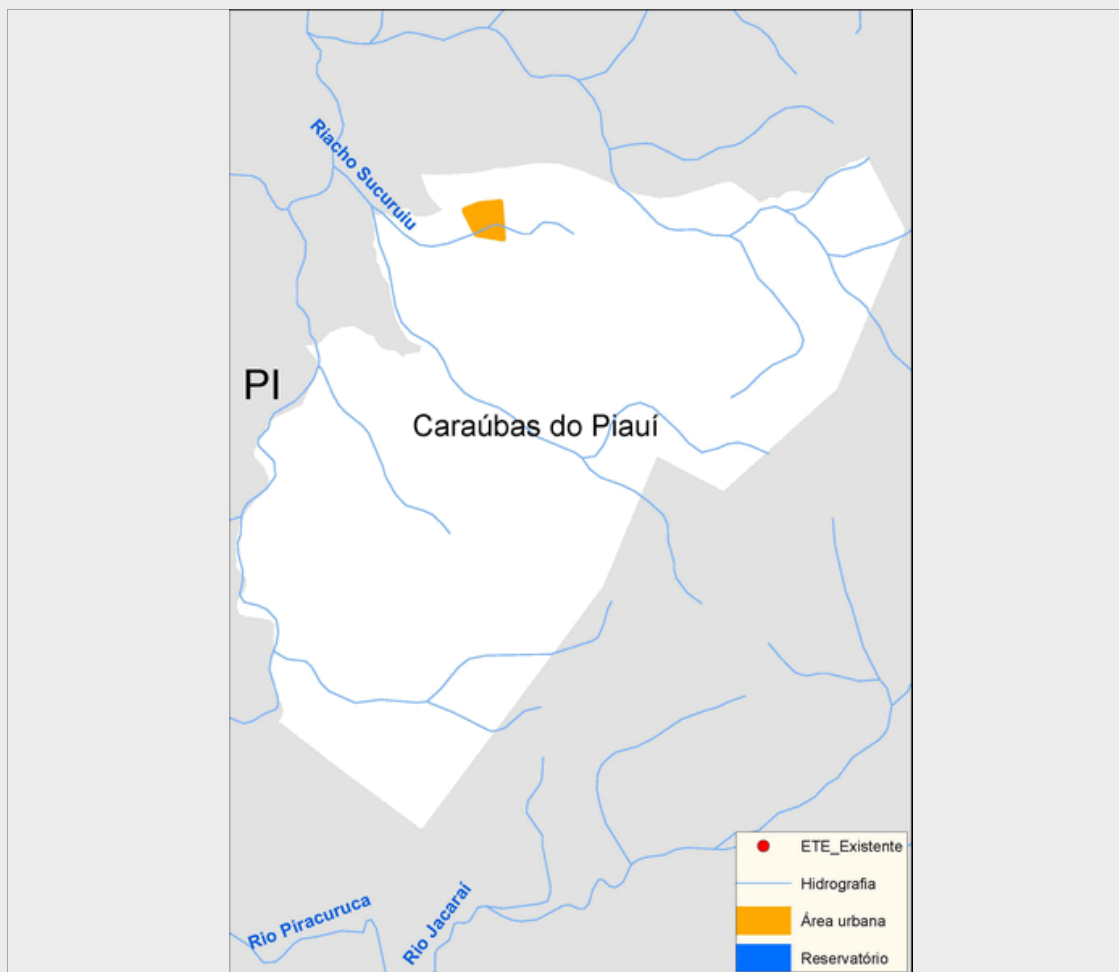 Riacho Sucuruiu
PI
Caraúbas do Piauí
Rio Piracuruca
Rio Jacaraí
ETE_Existente
Hidrografia
Área urbana
Reservatório